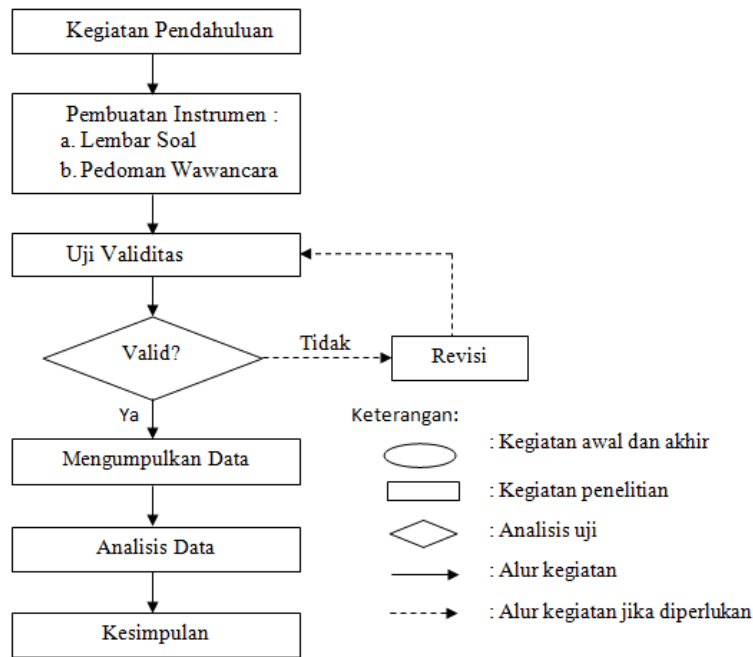 Kegiatan Pendahuluan
Pembuatan Instrumen :
a. Lembar Soal
b. Pedoman Wawancara
Uji Validitas
Valid?
Tidak
Revisi
Ya
Mengumpulkan Data
Analisis Data
Kesimpulan
Keterangan:
: Kegiatan awal dan akhir
: Kegiatan penelitian
: Analisis uji
: Alur kegiatan
: Alur kegiatan jika diperlukan